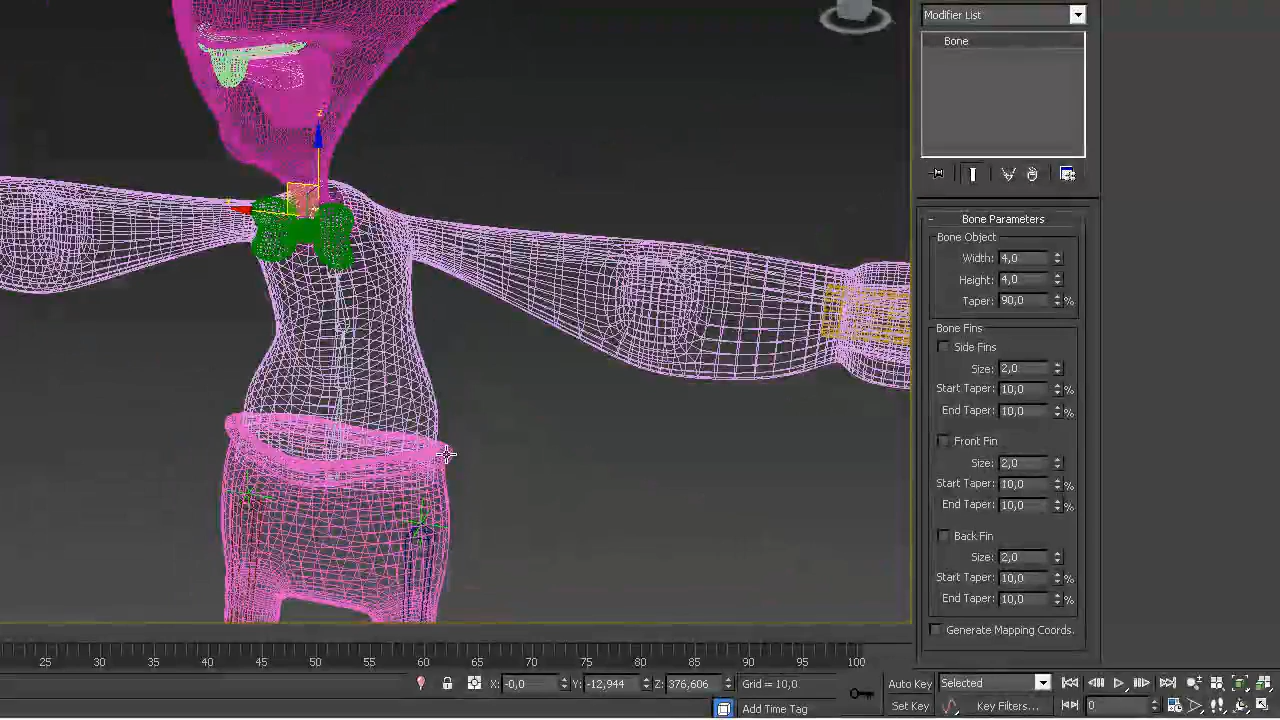 Modifier List
Bone
- Bone Parameters
Bone Object
Width: 4,0
Height: 4,0
Taper: 90,0 %
Bone Fins
Side Fins
Size: 2,0
Start Taper: 10,0 %
End Taper: 10,0 %
Front Fin
Size: 2,0
Start Taper: 10,0 %
End Taper: 10,0 %
Back Fin
Size: 2,0
Start Taper: 10,0 %
End Taper: 10,0 %
Generate Mapping Coords.
z
25 30 35 40 45 50 55 60 65 70 75 80 85 90 95 100
X: -0,0 Y: -12,944 Z: 376,606 Grid = 10,0 Auto Key Selected
Add Time Tag Set Key Key Filters... 0